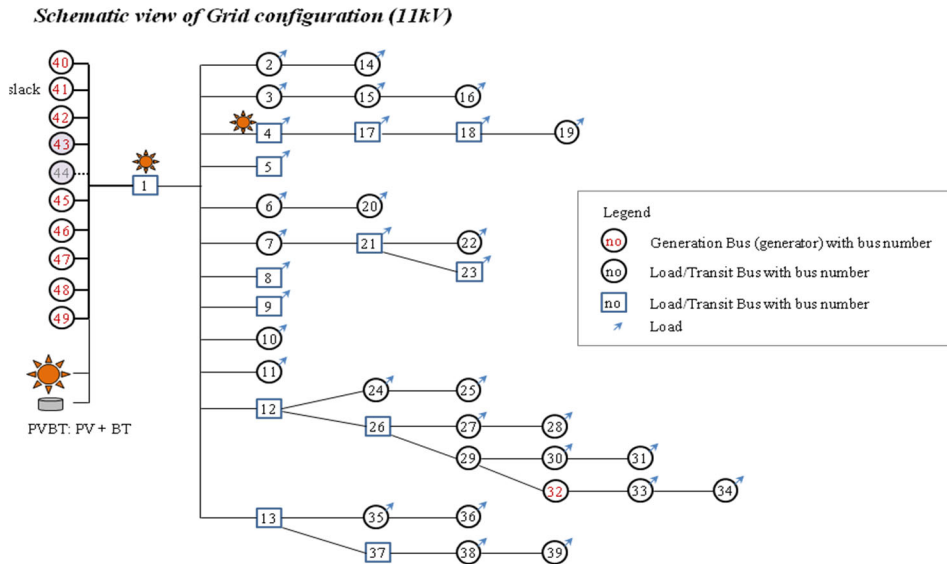 Schematic view of Grid configuration (11kV)
40
slack 41
42
43
44
45
46
47
48
49
PVBT: PV + BT
1
2 14
3 15 16
4 17 18 19
5
6 20
7 21 22
23
8
9
10
11
24 25
12
26 27 28
29 30 31
32 33 34
13 35 36
37 38 39
Legend
no Generation Bus (generator) with bus number
no Load/Transit Bus with bus number
no Load/Transit Bus with bus number
Load